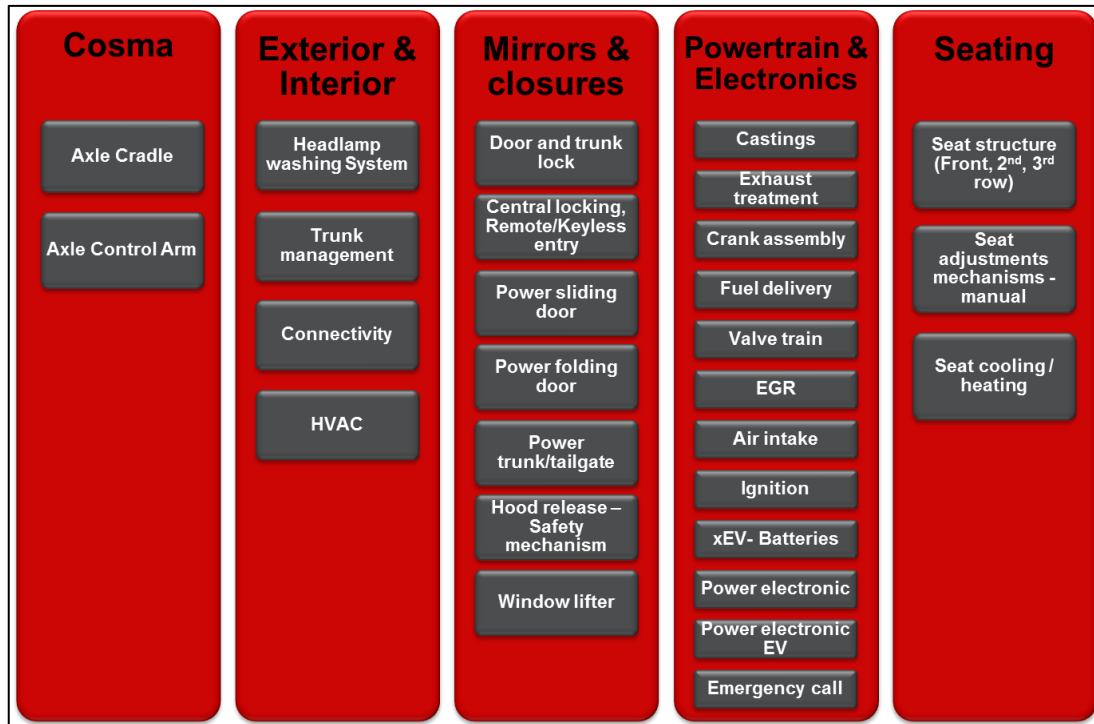 Cosma
Axle Cradle
Axle Control Arm
Exterior &
Interior
Headlamp
washing System
Trunk
management
Connectivity
HVAC
Mirrors &
closures
Door and trunk
lock
Central locking,
Remote/Keyless
entry
Power sliding
door
Power folding
door
Power
trunk/tailgate
Hood release –
Safety
mechanism
Window lifter
Powertrain &
Electronics
Castings
Exhaust
treatment
Crank assembly
Fuel delivery
Valve train
EGR
Air intake
Ignition
xEV- Batteries
Power electronic
Power electronic
EV
Emergency call
Seating
Seat structure
(Front, 2nd, 3rd
row)
Seat
adjustments
mechanisms -
manual
Seat cooling /
heating